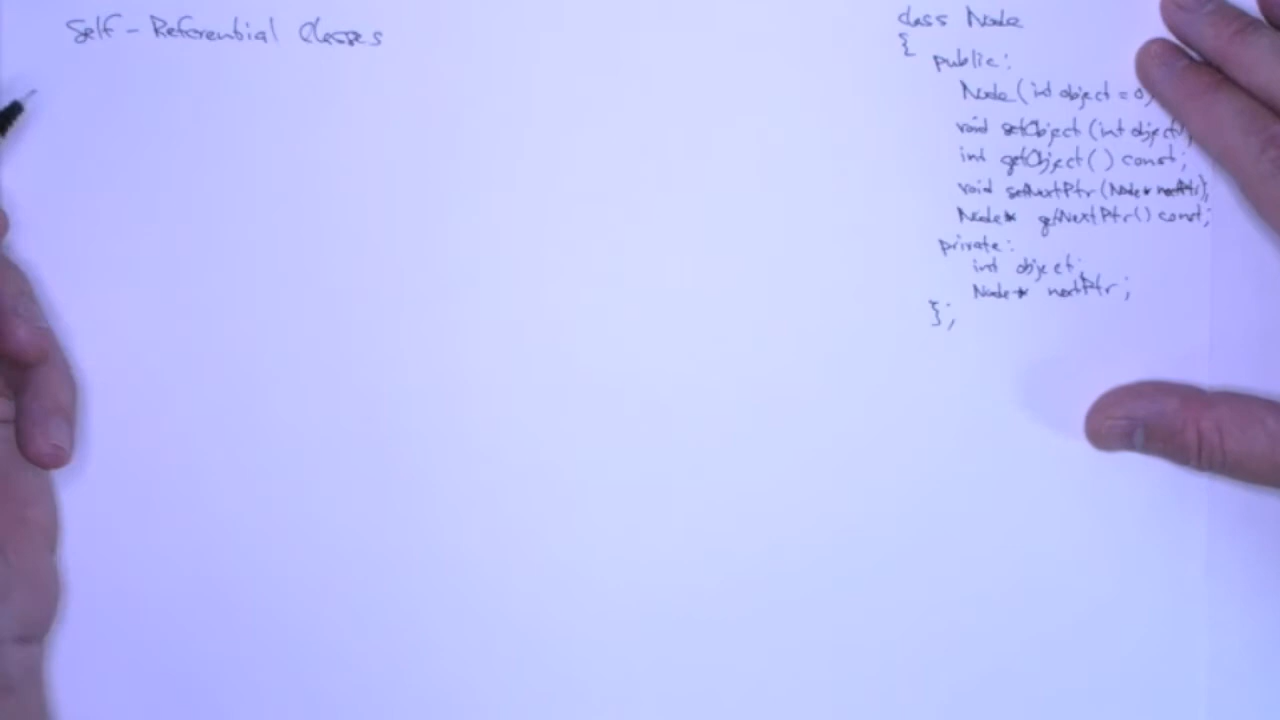 Self - Referential Classes
class Node
{
public:
Node(int object = 0)
void setObject (int object);
int getObject() const;
void setNextPtr (Node* nextPtr);
Node* getNextPtr() const;
private:
int object;
Node* nextPtr;
};